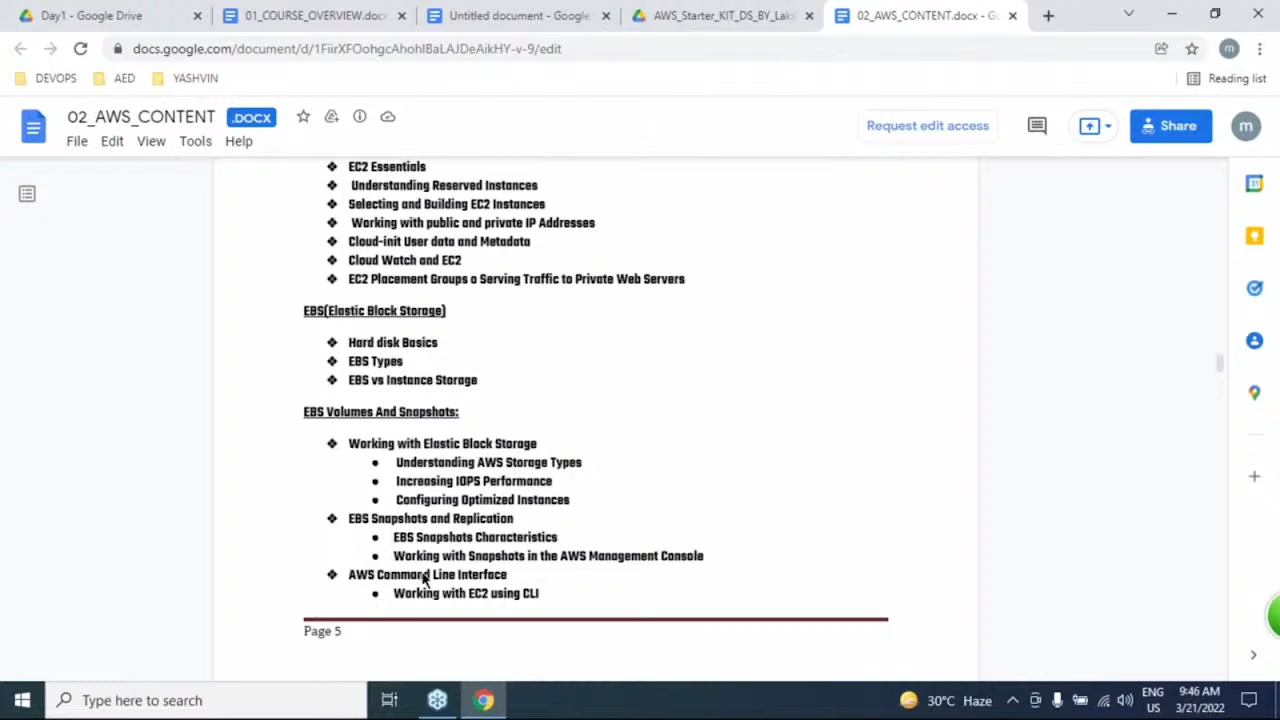 Day1 - Google Drive
01_COURSE_OVERVIEW.docx
Untitled document - Google
AWS_Starter_KIT_DS_BY_Laks
02_AWS_CONTENT.docx - G
docs.google.com/document/d/1FiirXFOohgcAhohIBaLAJDeAikHY-v-9/edit
m
DEVOPS
AED
YASHVIN
Reading list
02_AWS_CONTENT
.DOCX
File
Edit
View
Tools
Help
Request edit access
Share
m
31
❖ EC2 Essentials
❖ Understanding Reserved Instances
❖ Selecting and Building EC2 Instances
❖ Working with public and private IP Addresses
❖ Cloud-init User data and Metadata
❖ Cloud Watch and EC2
❖ EC2 Placement Groups o Serving Traffic to Private Web Servers
EBS(Elastic Block Storage)
❖ Hard disk Basics
❖ EBS Types
❖ EBS vs Instance Storage
EBS Volumes And Snapshots:
❖ Working with Elastic Block Storage
● Understanding AWS Storage Types
● Increasing IOPS Performance
● Configuring Optimized Instances
❖ EBS Snapshots and Replication
● EBS Snapshots Characteristics
● Working with Snapshots in the AWS Management Console
❖ AWS Command Line Interface
● Working with EC2 using CLI
Page 5
Type here to search
30°C Haze
ENG
US
9:46 AM
3/21/2022